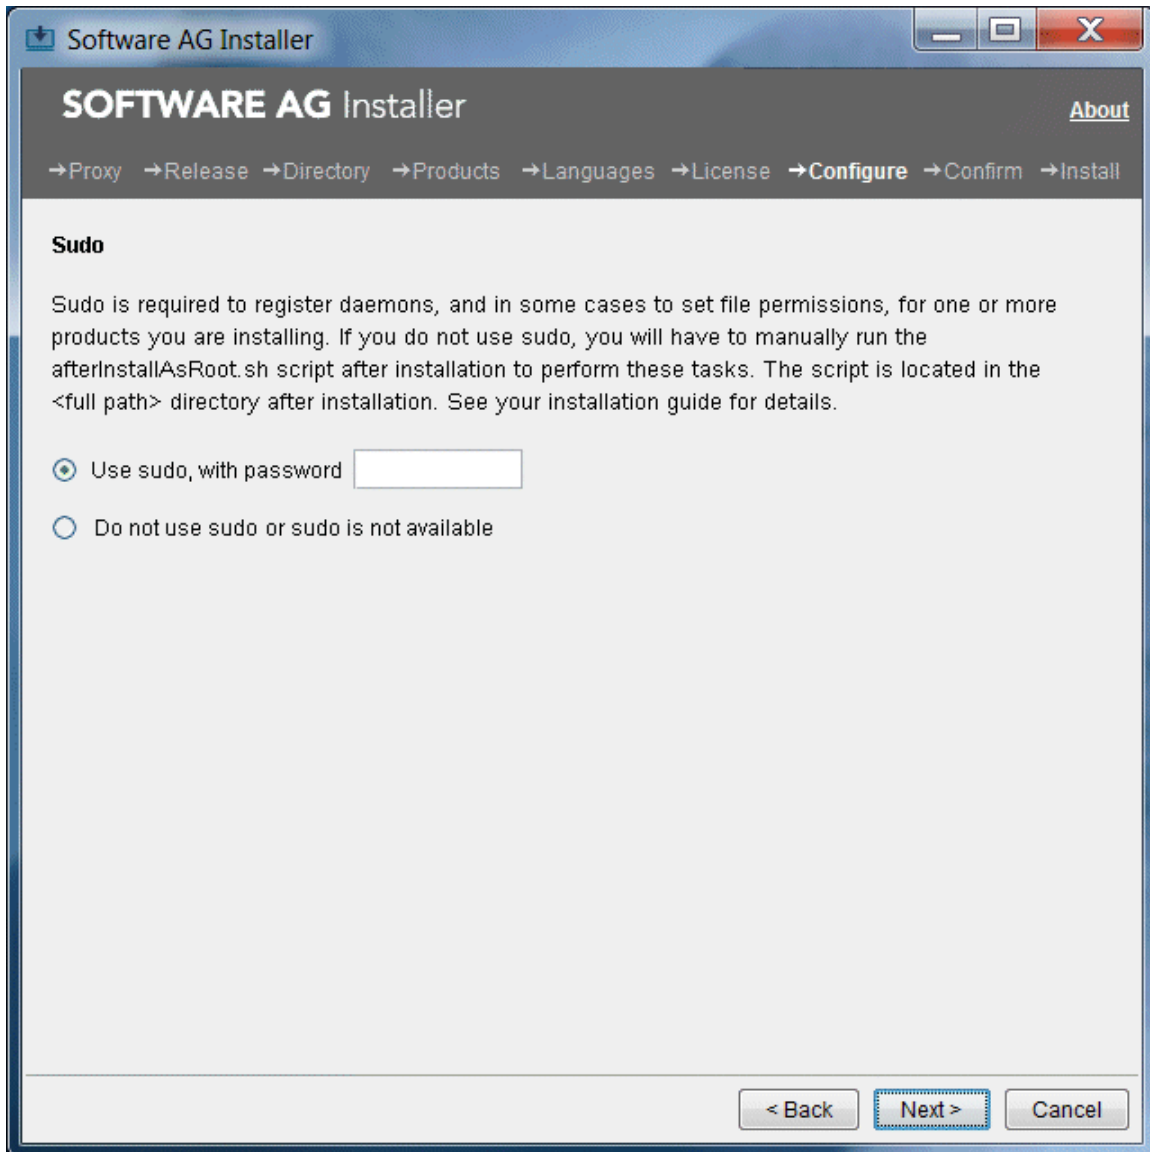 Software AG Installer
SOFTWARE AG Installer
About
→Proxy →Release →Directory →Products →Languages →License →Configure →Confirm →Install
Sudo
Sudo is required to register daemons, and in some cases to set file permissions, for one or more
products you are installing. If you do not use sudo, you will have to manually run the
afterInstallAsRoot.sh script after installation to perform these tasks. The script is located in the
<full path> directory after installation. See your installation guide for details.
Use sudo, with password
Do not use sudo or sudo is not available
< Back Next > Cancel